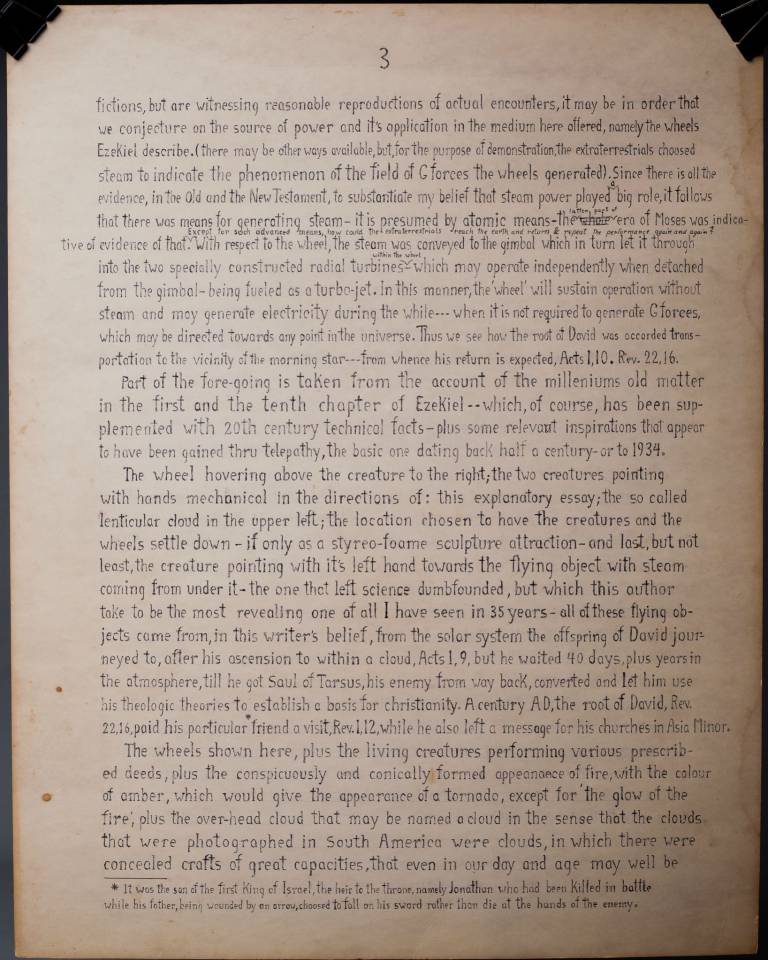 3
fictions, but are witnessing reasonable reproductions of actual encounters, it may be in order that
we conjecture on the source of power and it's application in the medium here offered, namely the wheels
Ezekiel describe. (there may be other ways available, but, for the purpose of demonstration, the extraterrestrials choosed
steam to indicate the phenomenon of the field of G forces the wheels generated). Since there is all the
evidence, in the Old and the New Testament, to substantiate my belief that steam power played a big role, it follows
that there was means for generating steam- it is presumed by atomic means-the latter part of era of Moses was indica-
Except for such advanced means, how could the extraterrestrials reach the earth and return & repeat the performance again and again?
tive of evidence of that. With respect to the wheel, the steam was conveyed to the gimbal which in turn let it through
within the wheel
into the two specially constructed radial turbines which may operate independently when detached
from the gimbal-being fueled as a turbo-jet. In this manner, the 'wheel' will sustain operation without
steam and may generate electricity during the while--- when it is not required to generate G forces,
which may be directed towards any point in the universe. Thus we see how the root of David was accorded trans-
portation to the vicinity of the morning star---from whence his return is expected, Acts 1,10. Rev. 22,16.
Part of the fore-going is taken from the account of the milleniums old matter
in the first and the tenth chapter of Ezekiel--which, of course, has been sup-
plemented with 20th century technical facts-plus some relevant inspirations that appear
to have been gained thru telepathy, the basic one dating back half a century-or to 1934.
The wheel hovering above the creature to the right; the two creatures pointing
with hands mechanical in the directions of: this explanatory essay; the so called
lenticular cloud in the upper left; the location chosen to have the creatures and the
wheels settle down - if only as a styreo-foame sculpture attraction-and last, but not
least, the creature pointing with it's left hand towards the flying object with steam
coming from under it-the one that left science dumbfounded, but which this author
take to be the most revealing one of all I have seen in 35 years- all of these flying ob-
jects came from, in this writer's belief, from the solar system the offspring of David jour-
neyed to, after his ascension to within a cloud, Acts 1,9, but he waited 40 days, plus years in
the atmosphere, till he got Saul of Tarsus, his enemy from way back, converted and let him use
his theologic theories to establish a basis for christianity. A century AD, the root of David, Rev.
22,16, paid his particular* friend a visit, Rev. 1,12, while he also left a message for his churches in Asia Minor.
The wheels shown here, plus the living creatures performing various prescrib-
ed deeds, plus the conspicuously and conically formed appearance of fire, with the colour
of amber, which would give the appearance of a tornado, except for 'the glow of the
fire', plus the over-head cloud that may be named a cloud in the sense that the clouds
that were photographed in South America were clouds, in which there were
concealed crafts of great capacities, that even in our day and age may well be
* It was the son of the first King of Israel, the heir to the throne, namely Jonathan who had been killed in battle
while his father, being wounded by an arrow, choosed to fall on his sword rather than die at the hands of the enemy.